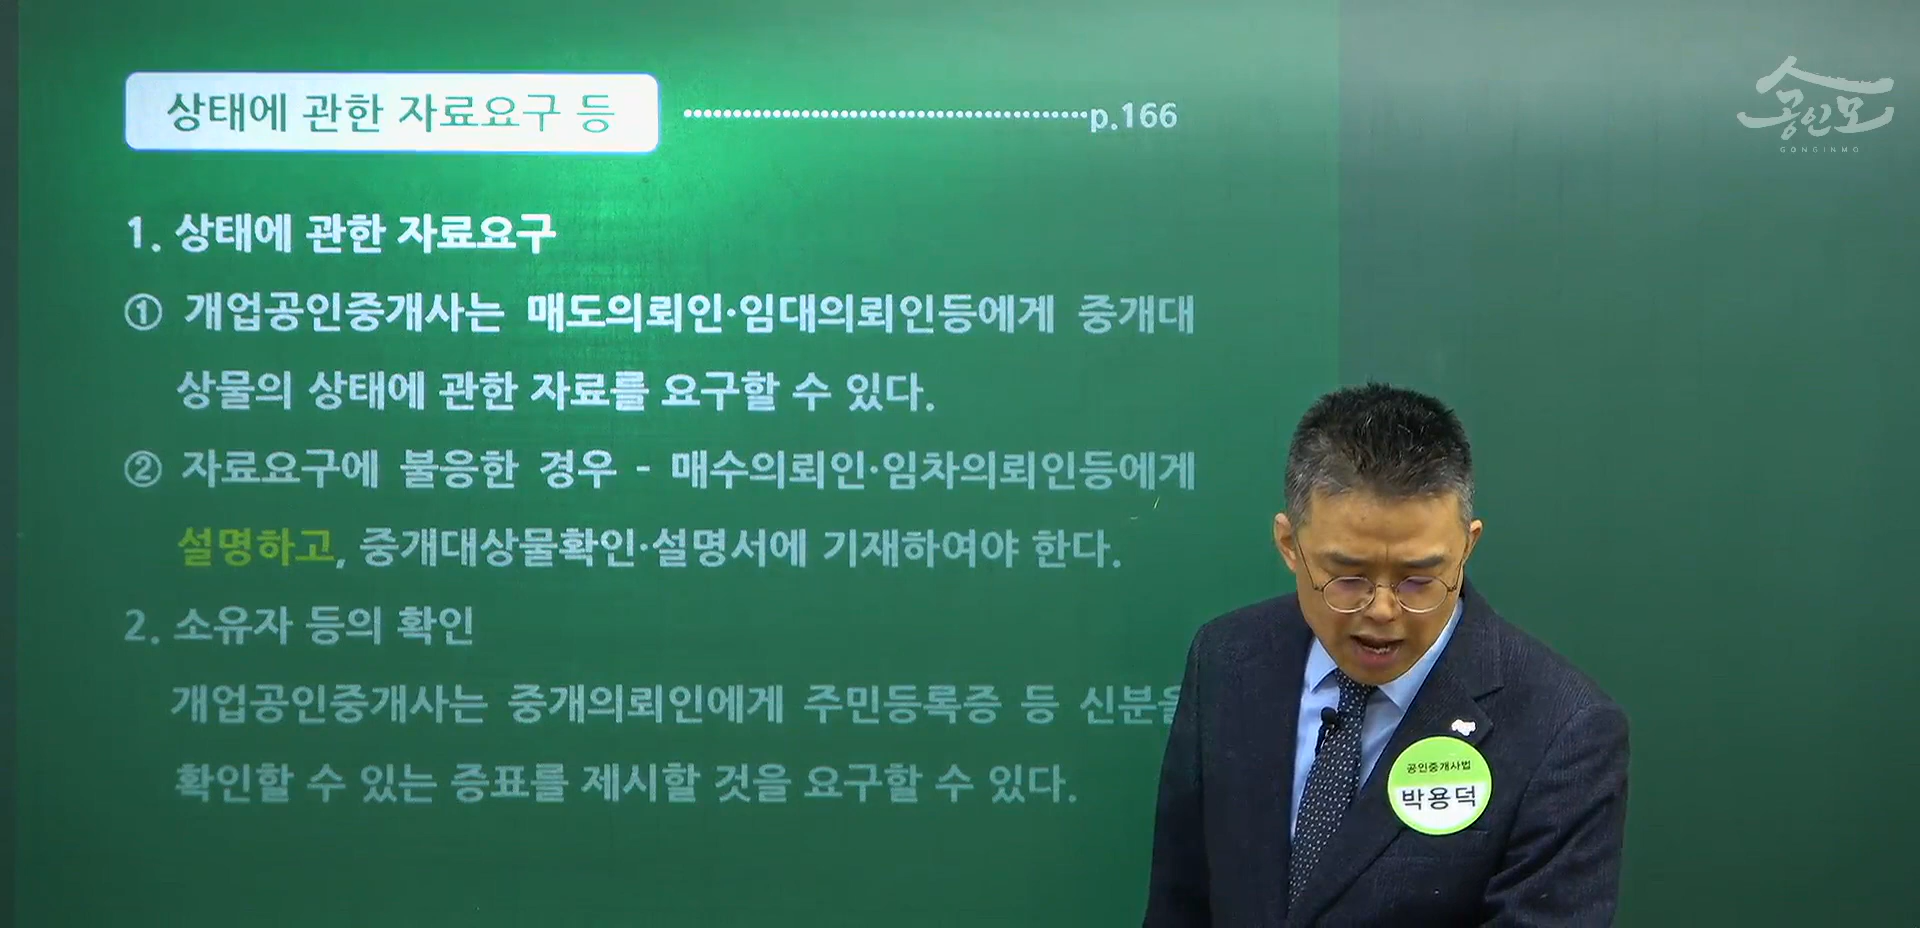 상태에 관한 자료요구 등 p.166
공인모
GONGINMO
1. 상태에 관한 자료요구
① 개업공인중개사는 매도의뢰인·임대의뢰인등에게 중개대
상물의 상태에 관한 자료를 요구할 수 있다.
② 자료요구에 불응한 경우 - 매수의뢰인·임차의뢰인등에게
설명하고, 중개대상물확인·설명서에 기재하여야 한다.
2. 소유자 등의 확인
개업공인중개사는 중개의뢰인에게 주민등록증 등 신분을
확인할 수 있는 증표를 제시할 것을 요구할 수 있다.
공인중개사법
박용덕